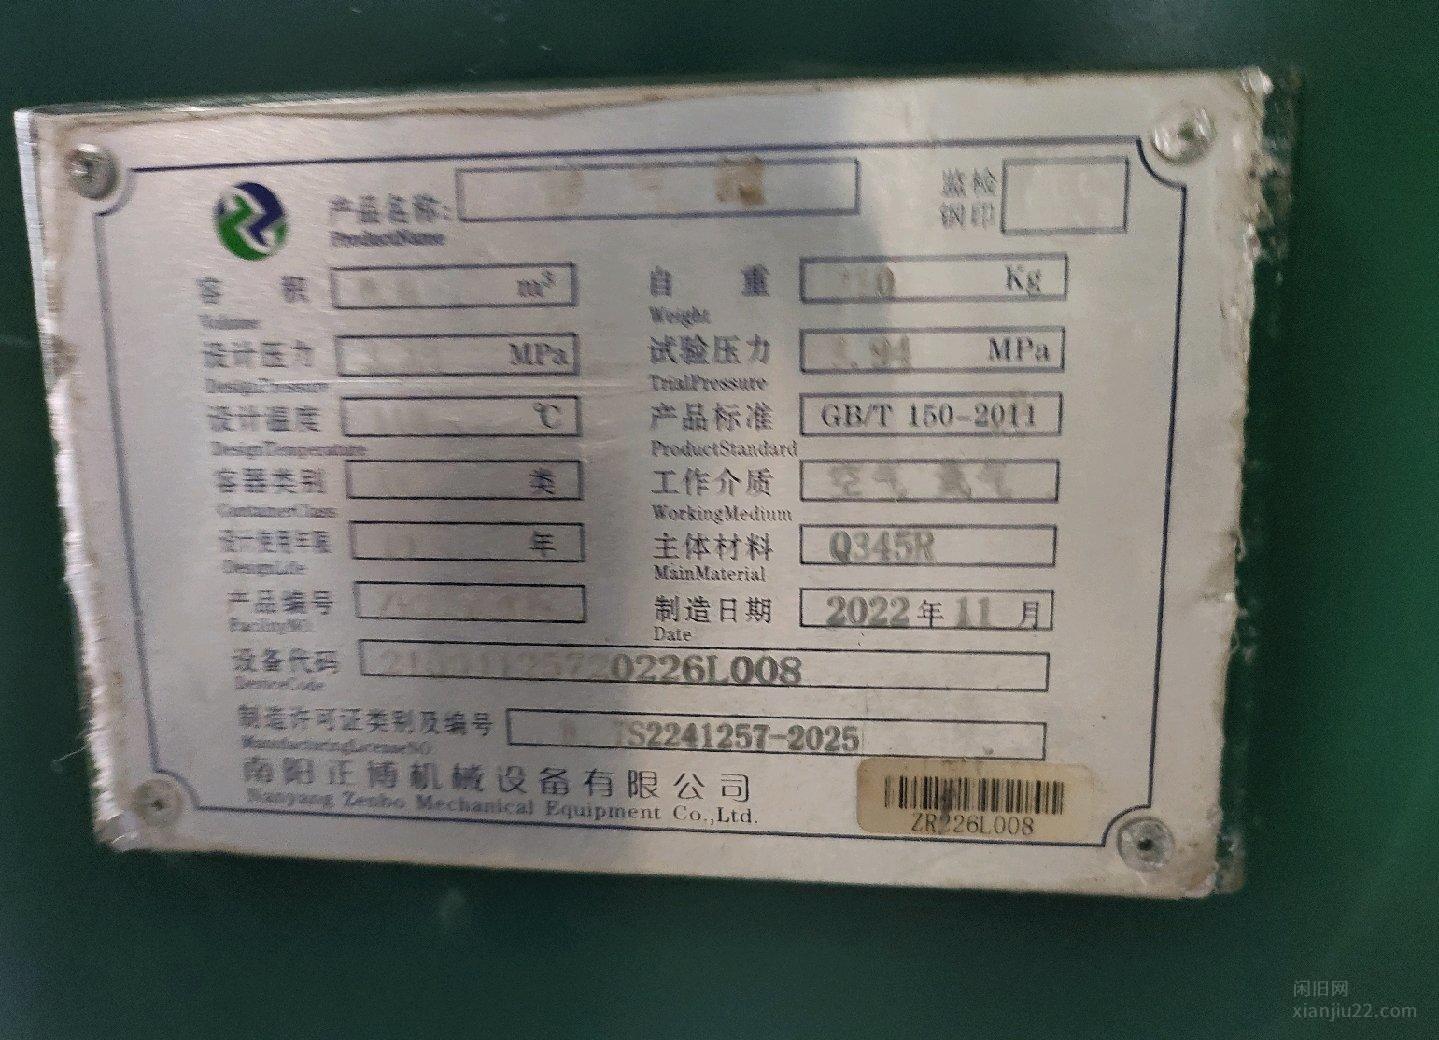 产品名称: 监检
ProductName 钢印
容 积 m³ 自 重 Kg
Volume Weight
设计压力 MPa 试验压力 MPa
DesignPressure TrialPressure
设计温度 ℃ 产品标准 GB/T 150-2011
DesignTemperature ProductStandard
容器类别 类 工作介质 空气 氮气
ContainerClass WorkingMedium
设计使用年限 年 主体材料 Q345R
DesignLife MainMaterial
产品编号 制造日期 2022年11月
FacilityNO. Date
设备代码
DeviceCode
制造许可证类别及编号 TS2241257-2025
ManufacturingLicenseNO.
南阳正博机械设备有限公司
Nanyang Zenbo Mechanical Equipment Co.,Ltd.
ZR226L008
闲旧网
xianjiu22.com